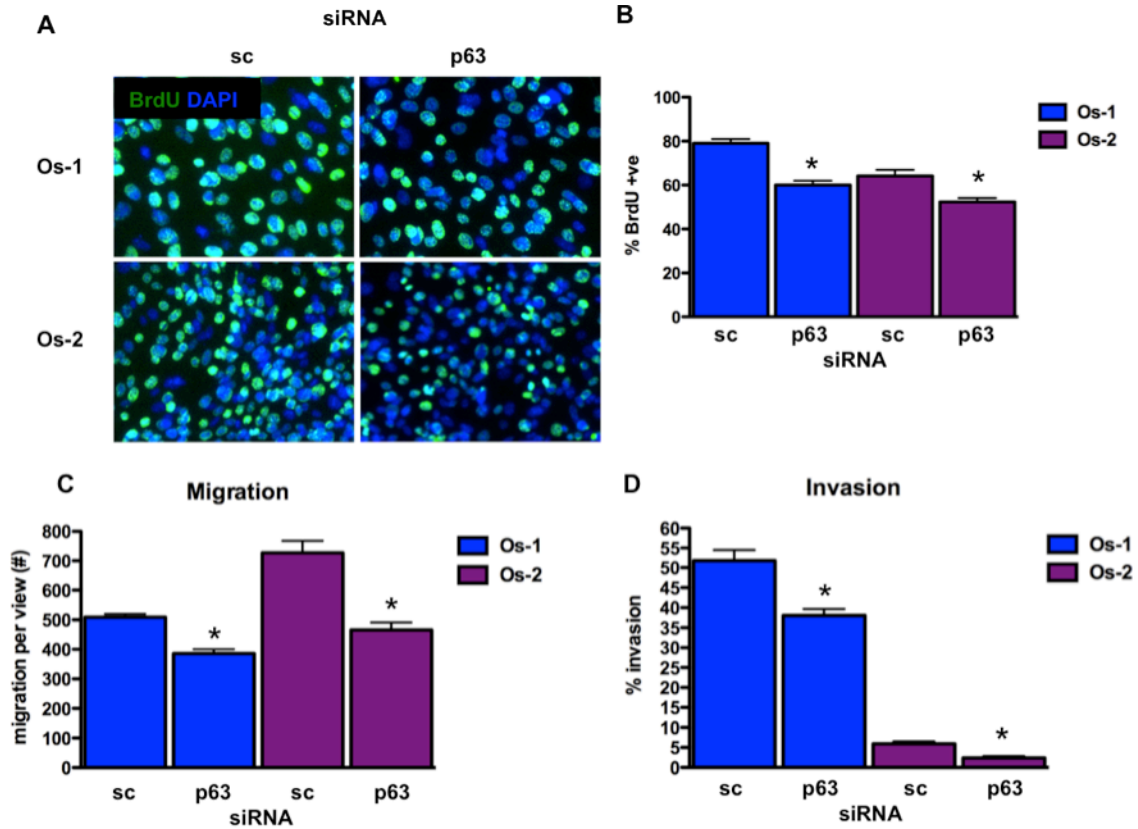 A
siRNA
sc p63
BrdU DAPI
Os-1
Os-2
B
100
80
60
40
20
0
% BrdU +ve
* *
sc p63 sc p63
siRNA
Os-1
Os-2
C
Migration
800
700
600
500
400
300
200
100
0
migration per view (#)
* *
sc p63 sc p63
siRNA
Os-1
Os-2
D
Invasion
60
55
50
45
40
35
30
25
20
15
10
5
0
% invasion
* *
sc p63 sc p63
siRNA
Os-1
Os-2